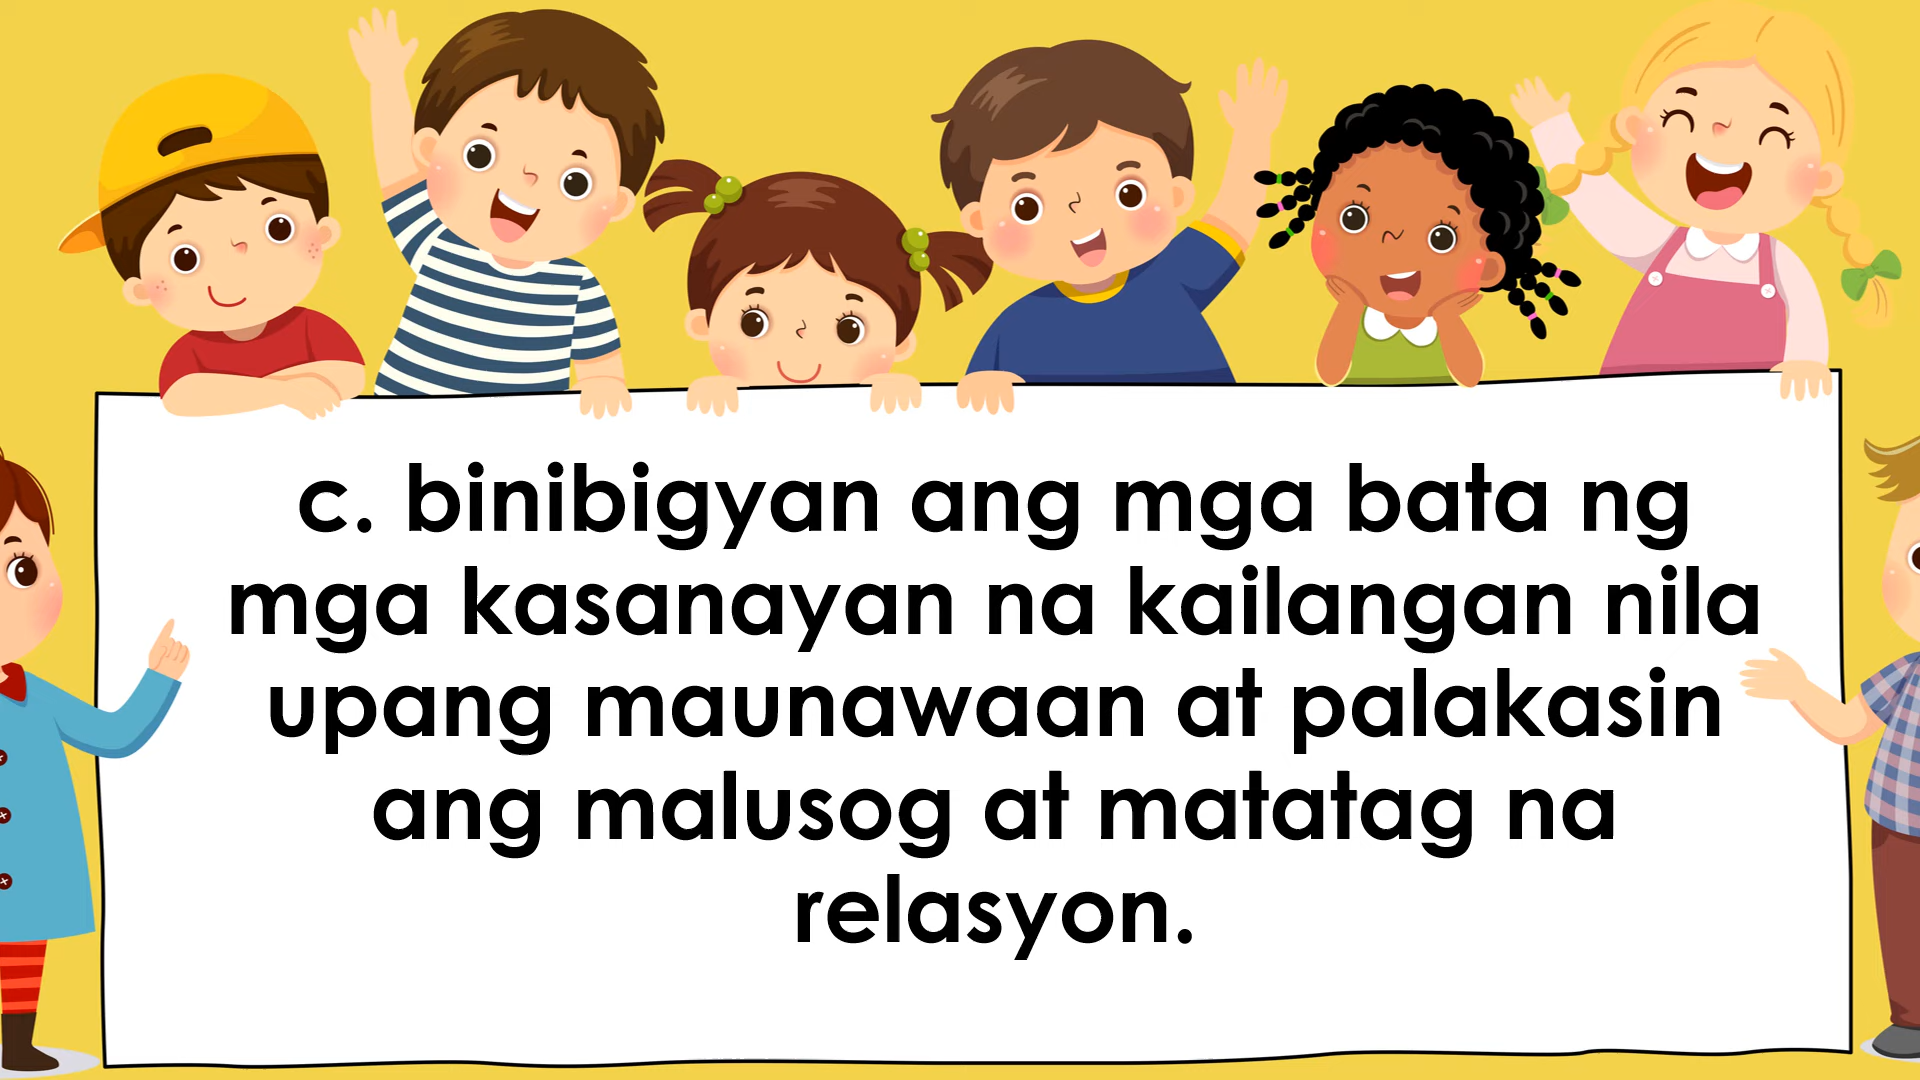 c. binibigyan ang mga bata ng
mga kasanayan na kailangan nila
upang maunawaan at palakasin
ang malusog at matatag na
relasyon.